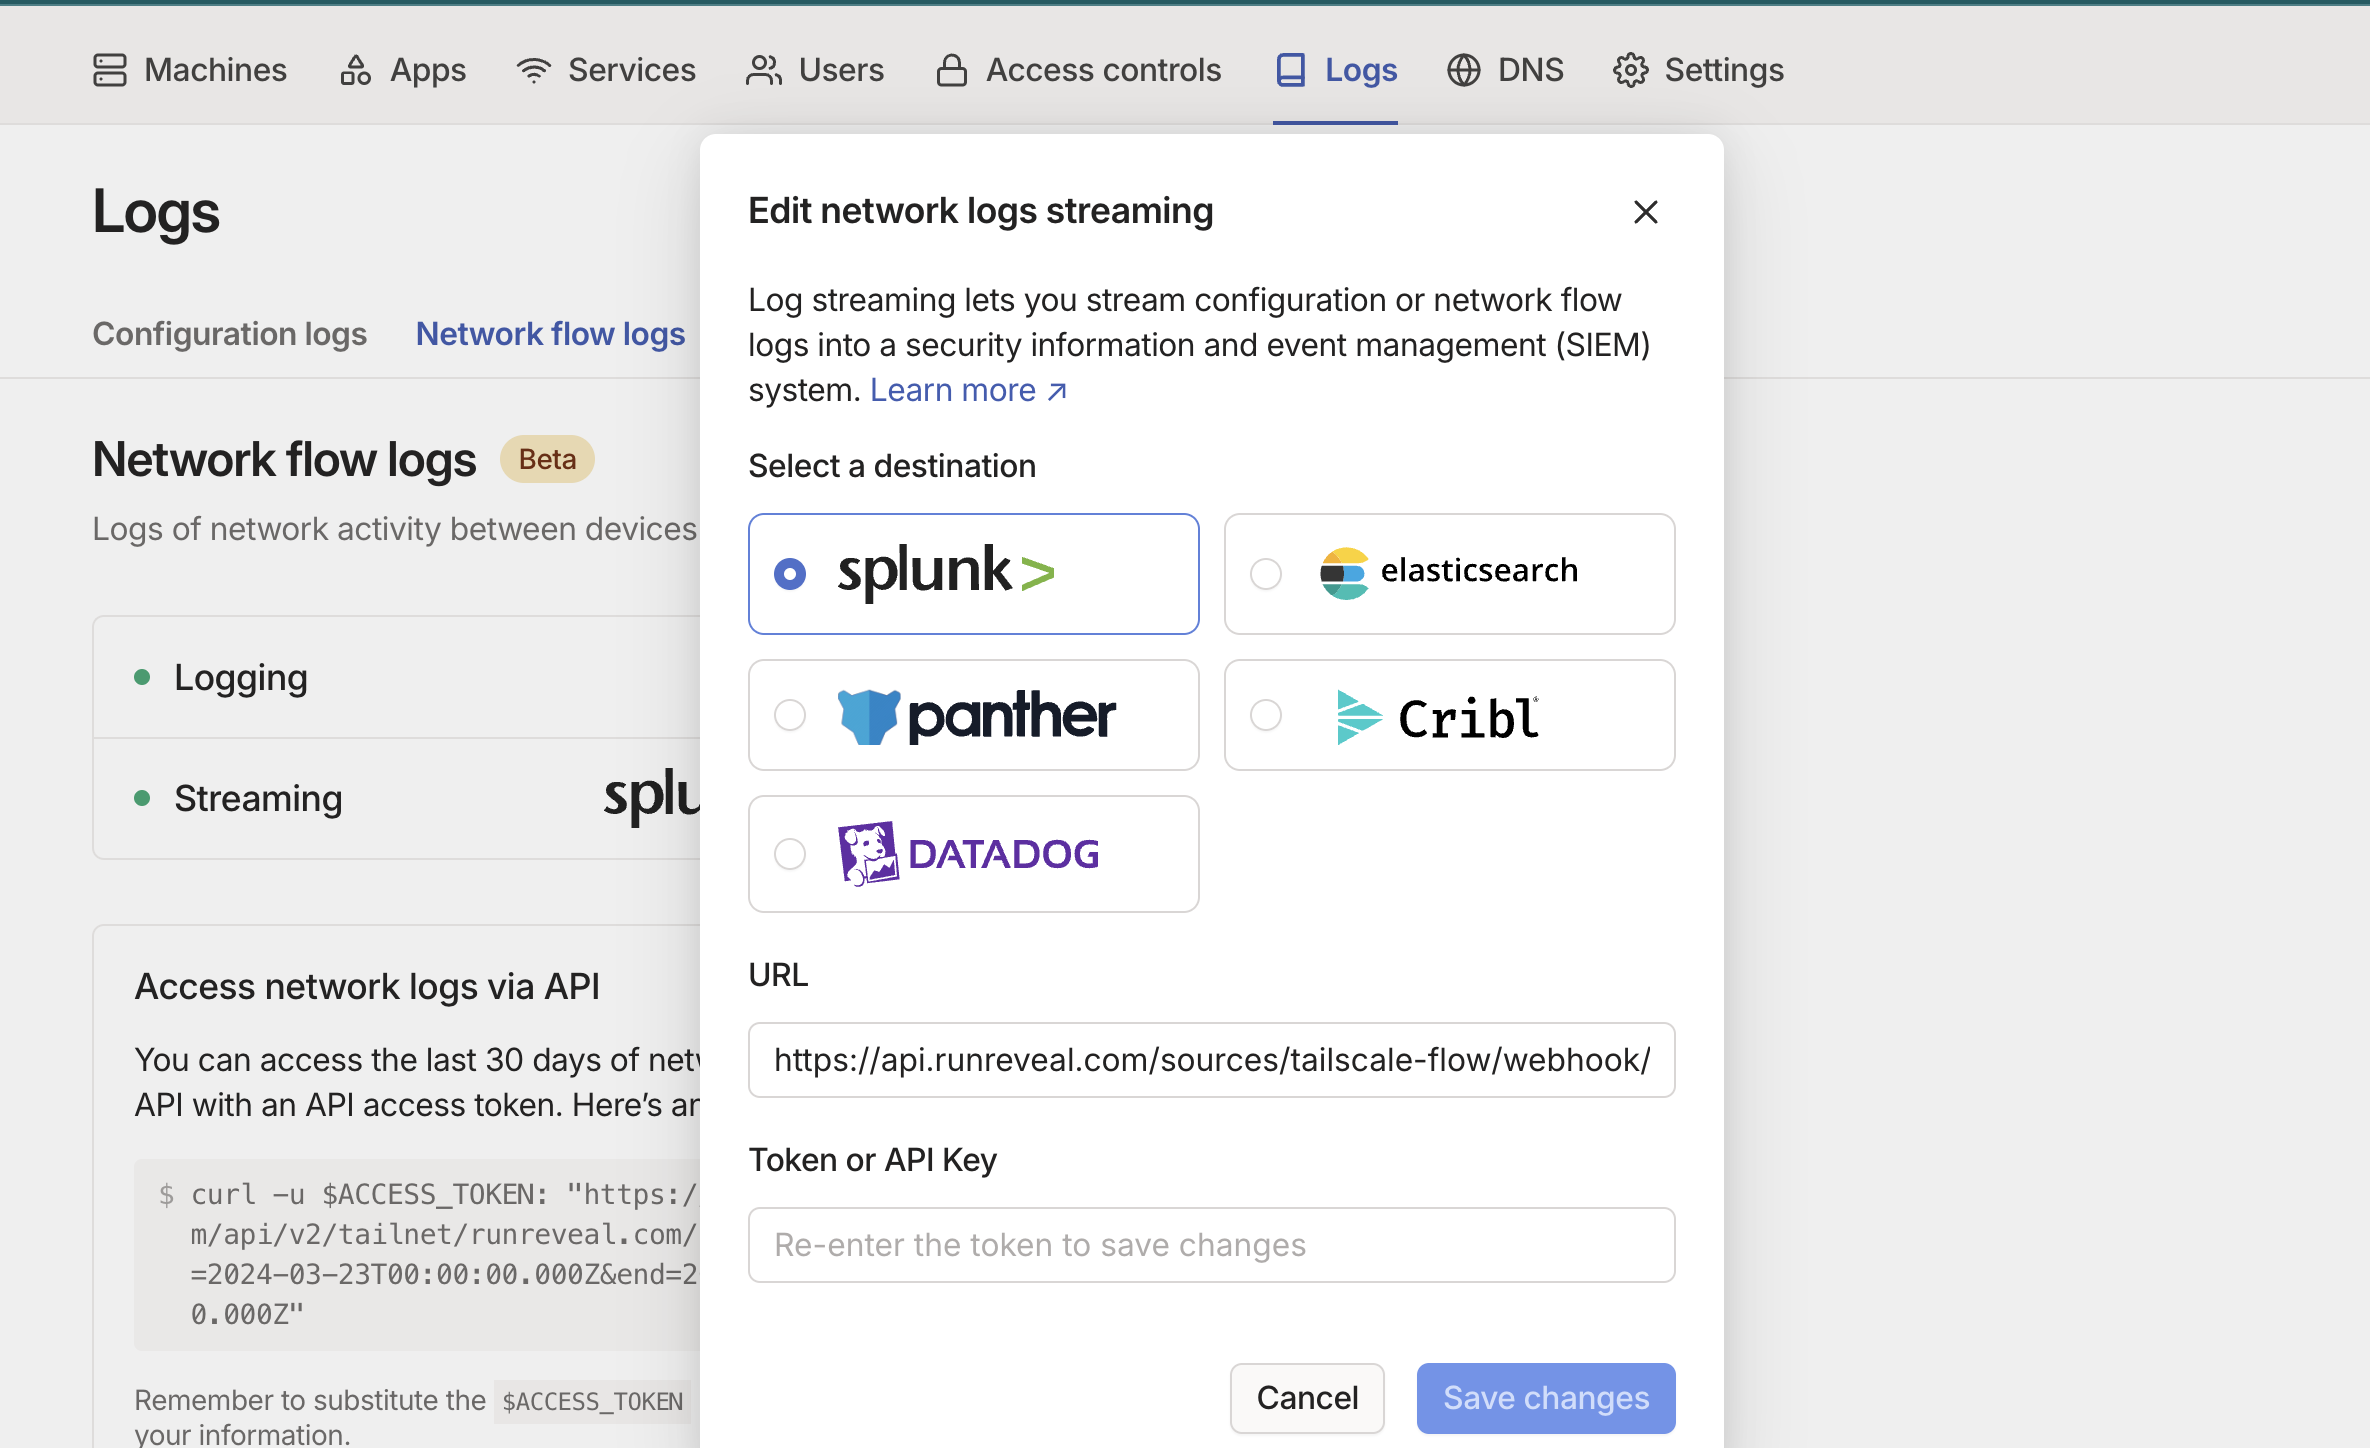 Machines Apps Services Users Access controls Logs DNS Settings
Logs
Configuration logs Network flow logs
Network flow logs Beta
Logs of network activity between devices
Logging
Streaming splu
Access network logs via API
You can access the last 30 days of netw
API with an API access token. Here’s an
$ curl -u $ACCESS_TOKEN: "https:/
m/api/v2/tailnet/runreveal.com/
=2024-03-23T00:00:00.000Z&end=2
0.000Z"
Remember to substitute the $ACCESS_TOKEN
your information.
Edit network logs streaming
Log streaming lets you stream configuration or network flow
logs into a security information and event management (SIEM)
system. Learn more ↗
Select a destination
splunk> elasticsearch
panther Cribl
DATADOG
URL
https://api.runreveal.com/sources/tailscale-flow/webhook/
Token or API Key
Re-enter the token to save changes
Cancel Save changes